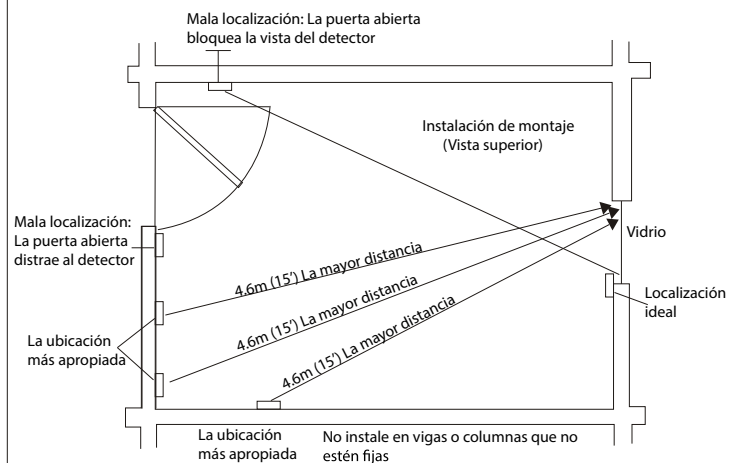 Mala localización: La puerta abierta
bloquea la vista del detector
Instalación de montaje
(Vista superior)
Mala localización:
La puerta abierta
distrae al detector
Vidrio
4.6m (15’) La mayor distancia
4.6m (15’) La mayor distancia
4.6m (15’) La mayor distancia
Localización
ideal
La ubicación
más apropiada
La ubicación
más apropiada
No instale en vigas o columnas que no
estén fijas